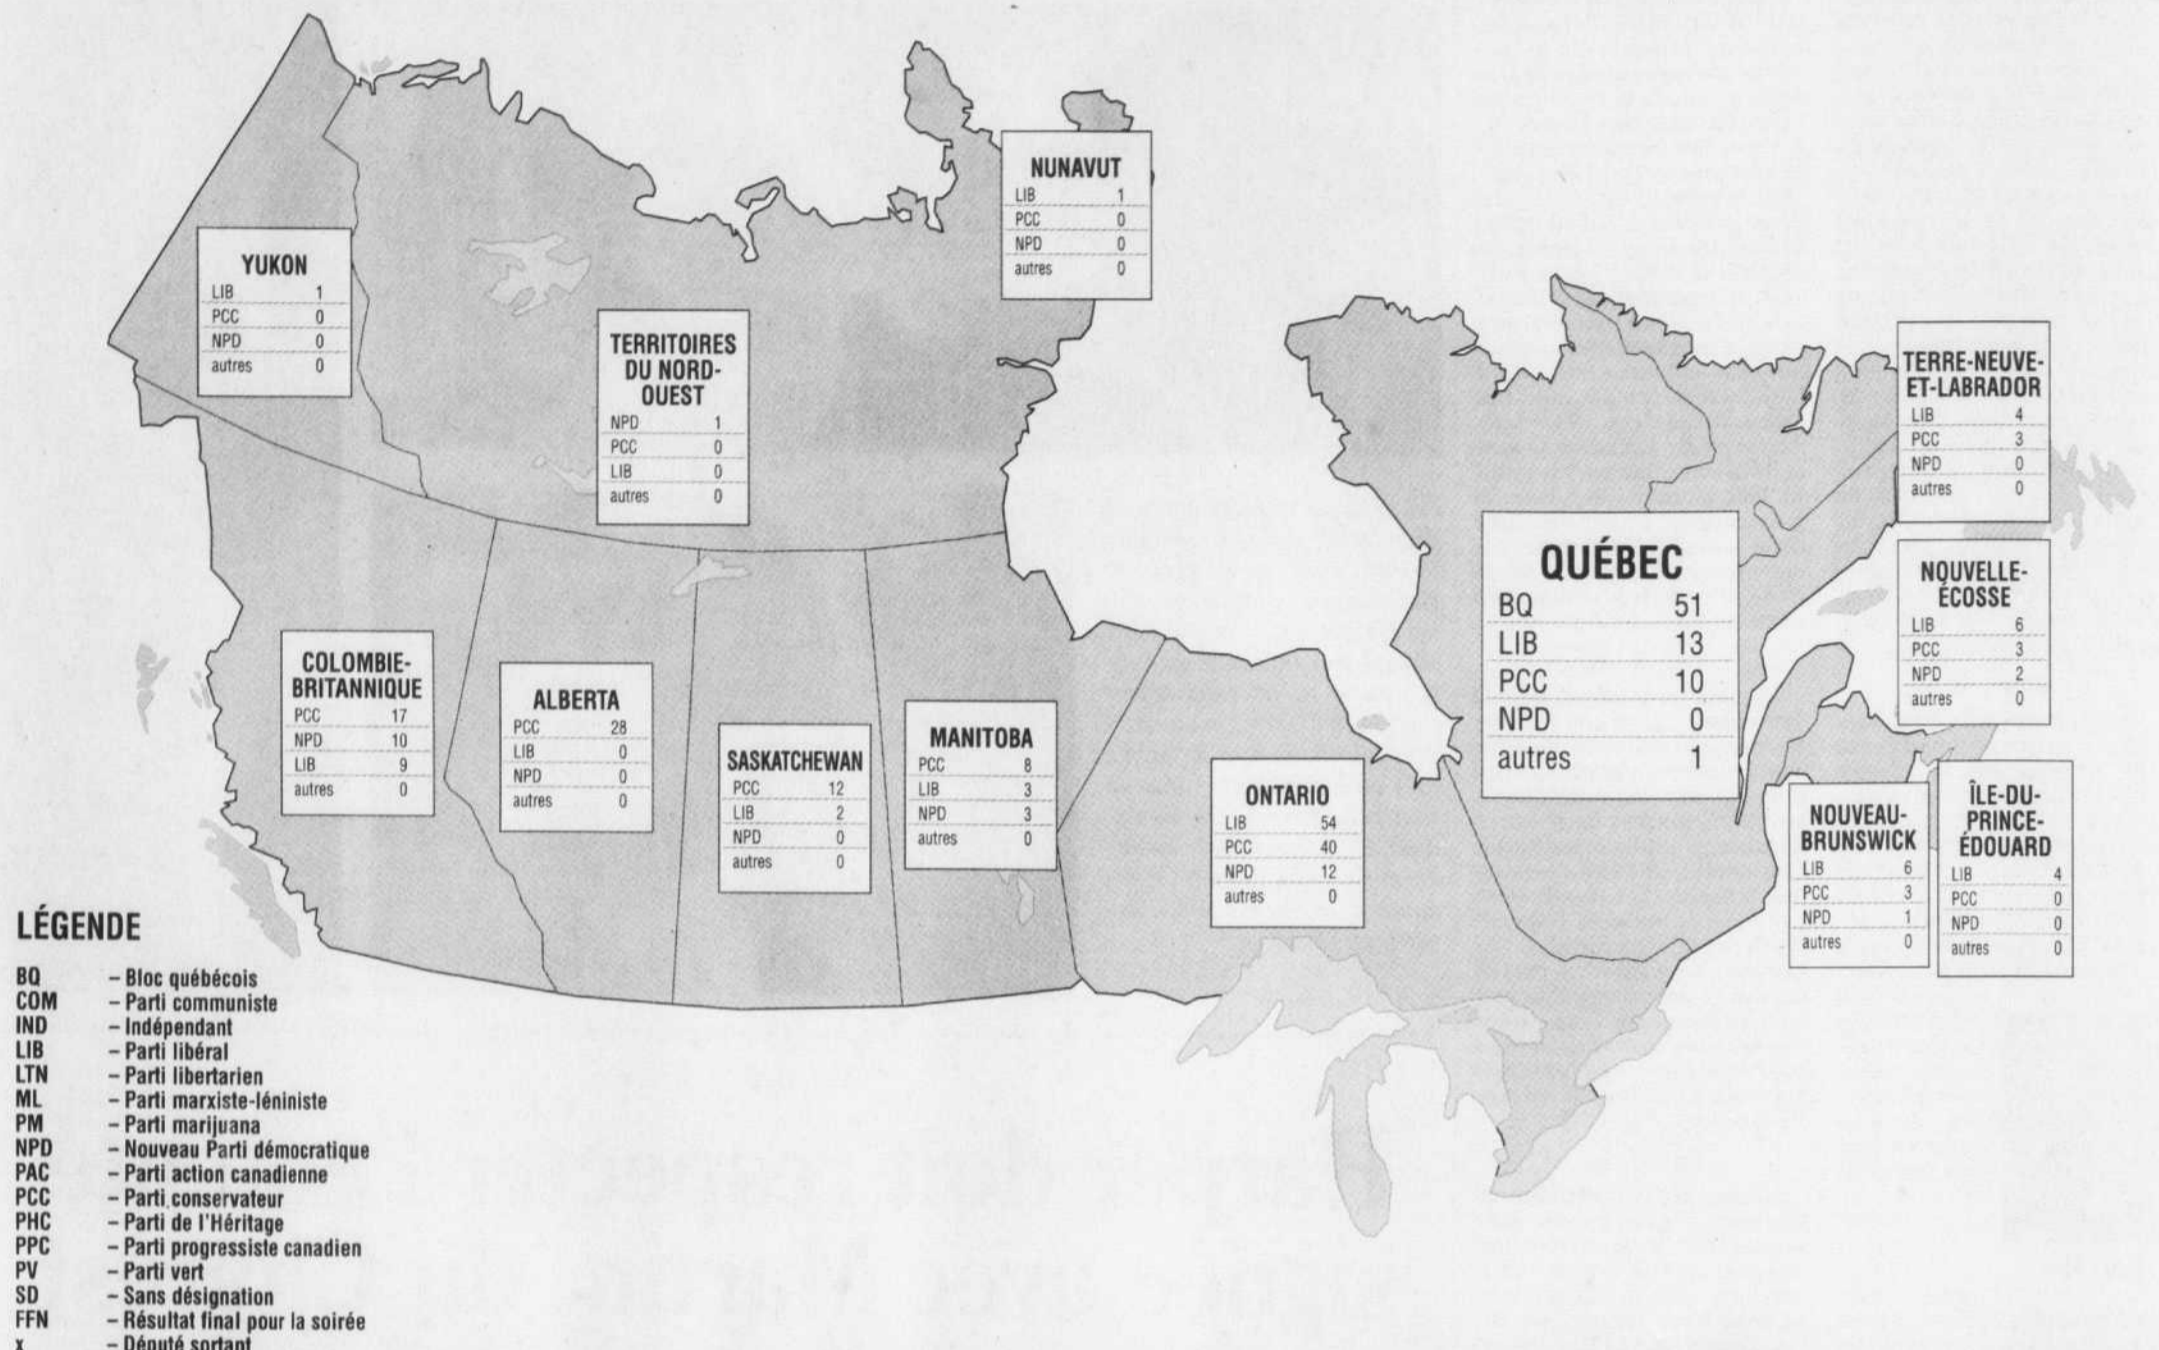 NUNAVUT
LIB 1
PCC 0
NPD 0
autres 0
YUKON
LIB 1
PCC 0
NPD 0
autres 0
TERRITOIRES
DU NORD-
OUEST
NPD 1
PCC 0
LIB 0
autres 0
TERRE-NEUVE-
ET-LABRADOR
LIB 4
PCC 3
NPD 0
autres 0
QUÉBEC
BQ 51
LIB 13
PCC 10
NPD 0
autres 1
NOUVELLE-
ÉCOSSE
LIB 6
PCC 3
NPD 2
autres 0
COLOMBIE-
BRITANNIQUE
PCC 17
NPD 10
LIB 9
autres 0
ALBERTA
PCC 28
LIB 0
NPD 0
autres 0
SASKATCHEWAN
PCC 12
LIB 2
NPD 0
autres 0
MANITOBA
PCC 8
LIB 3
NPD 3
autres 0
ONTARIO
LIB 54
PCC 40
NPD 12
autres 0
NOUVEAU-
BRUNSWICK
LIB 6
PCC 3
NPD 1
autres 0
ÎLE-DU-
PRINCE-
ÉDOUARD
LIB 4
PCC 0
NPD 0
autres 0
LÉGENDE
BQ – Bloc québécois
COM – Parti communiste
IND – Indépendant
LIB – Parti libéral
LTN – Parti libertarien
ML – Parti marxiste-léniniste
PM – Parti marijuana
NPD – Nouveau Parti démocratique
PAC – Parti action canadienne
PCC – Parti conservateur
PHC – Parti de l'Héritage
PPC – Parti progressiste canadien
PV – Parti vert
SD – Sans désignation
FFN – Résultat final pour la soirée
x – Député sortant